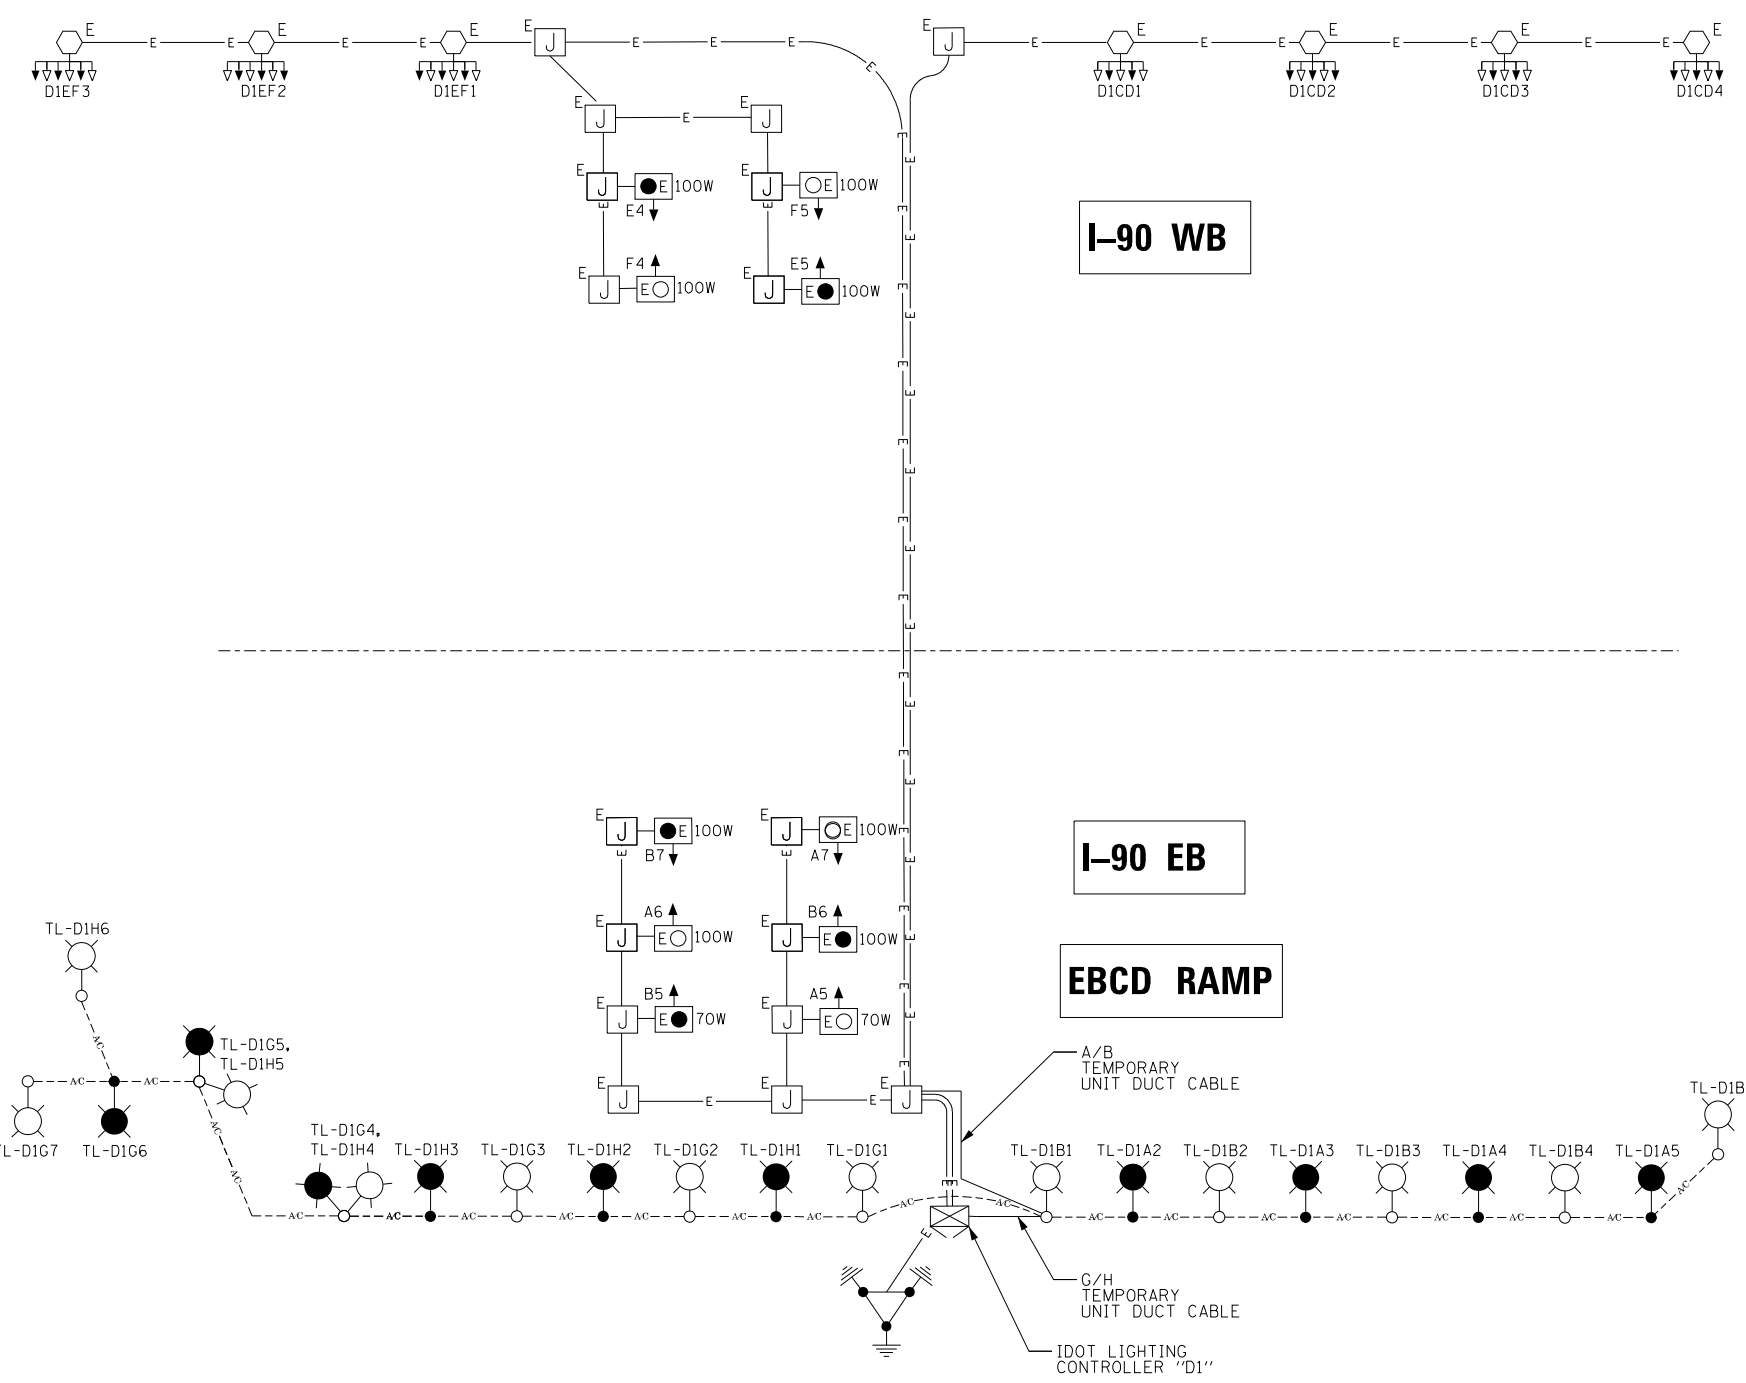 E E E E E E E E
J E E E E
E J E E E E E E E E E E E
D1EF3 D1EF2 D1EF1
D1CD1 D1CD2 D1CD3 D1CD4
E J E E J
E J E 100W E J E 100W
E E4 E F5
F4 E5
E J E 100W E J E 100W
I–90 WB
E J E 100W E J E 100W
E B7 E A7
I–90 EB
A6 B6
E J E 100W E J E 100W
B5 A5
E J E 70W E J E 70W
EBCD RAMP
E J E E J E E J
A/B
TEMPORARY
UNIT DUCT CABLE
TL-D1H6
TL-D1G5,
TL-D1H5
A/C A/C A/C
TL-D1G6
TL-D1G4,
TL-D1H4
TL-D1H3 TL-D1G3 TL-D1H2 TL-D1G2 TL-D1H1 TL-D1G1
TL-D1B1 TL-D1A2 TL-D1B2 TL-D1A3 TL-D1B3 TL-D1A4 TL-D1B4 TL-D1A5
TL-D1B
A/C A/C A/C A/C A/C A/C A/C A/C A/C A/C A/C A/C A/C A/C A/C A/C A/C A/C
E
G/H
TEMPORARY
UNIT DUCT CABLE
IDOT LIGHTING
CONTROLLER "D1"